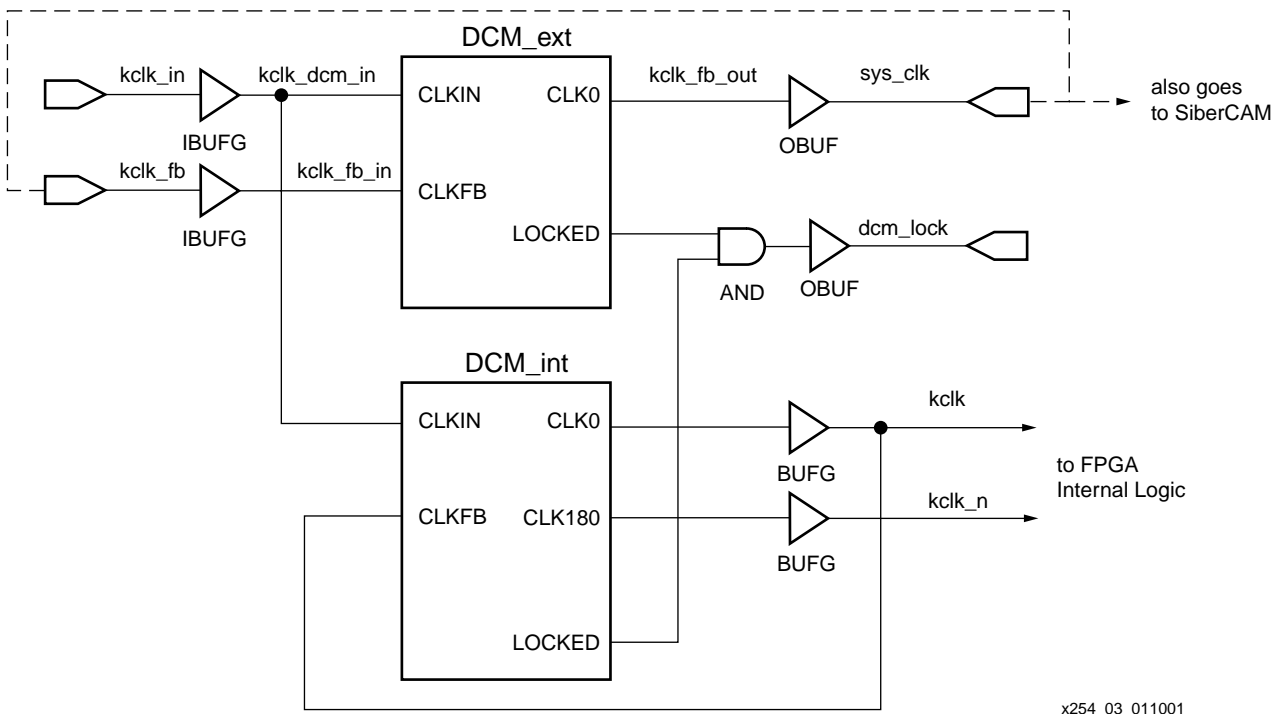 DCM_ext
kclk_in
kclk_dcm_in
CLKIN
CLK0
kclk_fb_out
sys_clk
also goes
to SiberCAM
IBUFG
OBUF
kclk_fb
kclk_fb_in
CLKFB
IBUFG
LOCKED
dcm_lock
AND
OBUF
DCM_int
CLKIN
CLK0
kclk
BUFG
to FPGA
Internal Logic
CLKFB
CLK180
kclk_n
BUFG
LOCKED
x254_03_011001